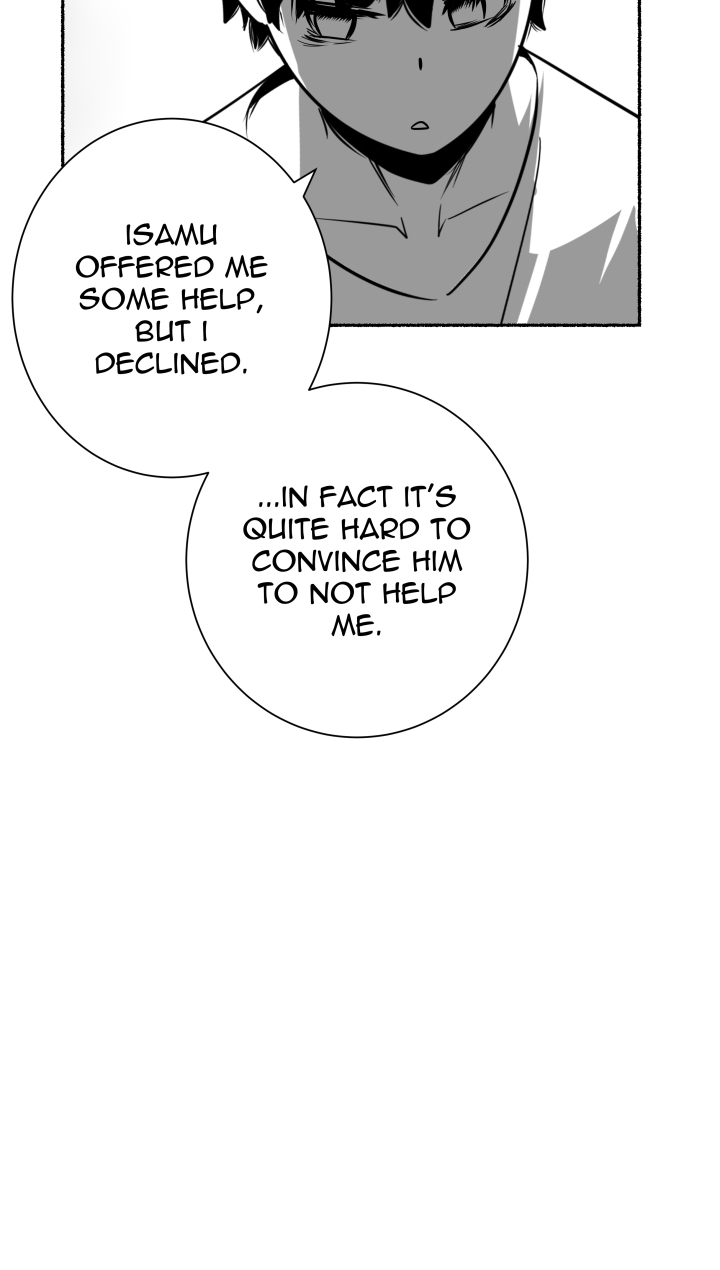 ISAMU
OFFERED ME
SOME HELP,
BUT I
DECLINED.
...IN FACT IT'S
QUITE HARD TO
CONVINCE HIM
TO NOT HELP
ME.